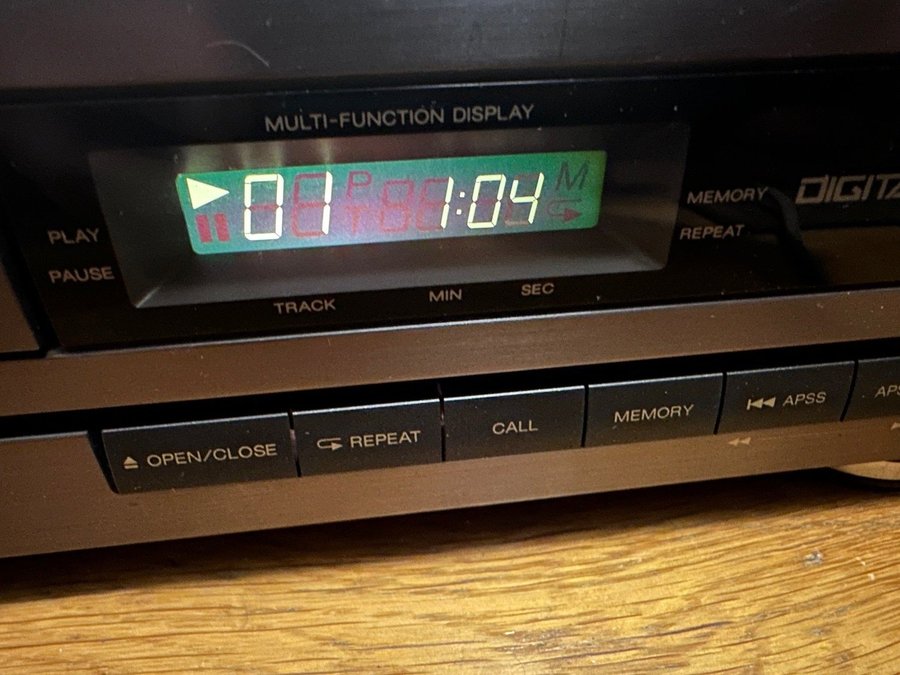 MULTI-FUNCTION DISPLAY
01 1:04
P M
PLAY
PAUSE
MEMORY
REPEAT
TRACK MIN SEC
OPEN/CLOSE REPEAT CALL MEMORY APSS